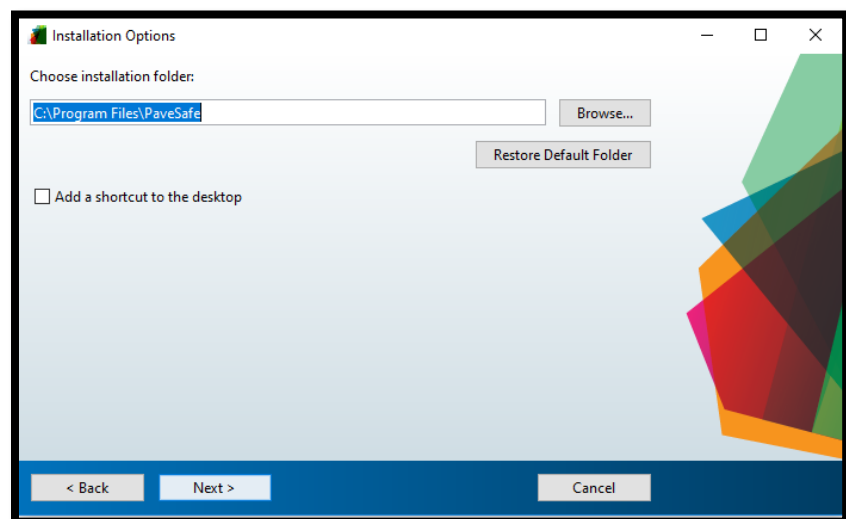 Installation Options
Choose installation folder:
C:\Program Files\PaveSafe
Browse...
Restore Default Folder
Add a shortcut to the desktop
< Back Next > Cancel